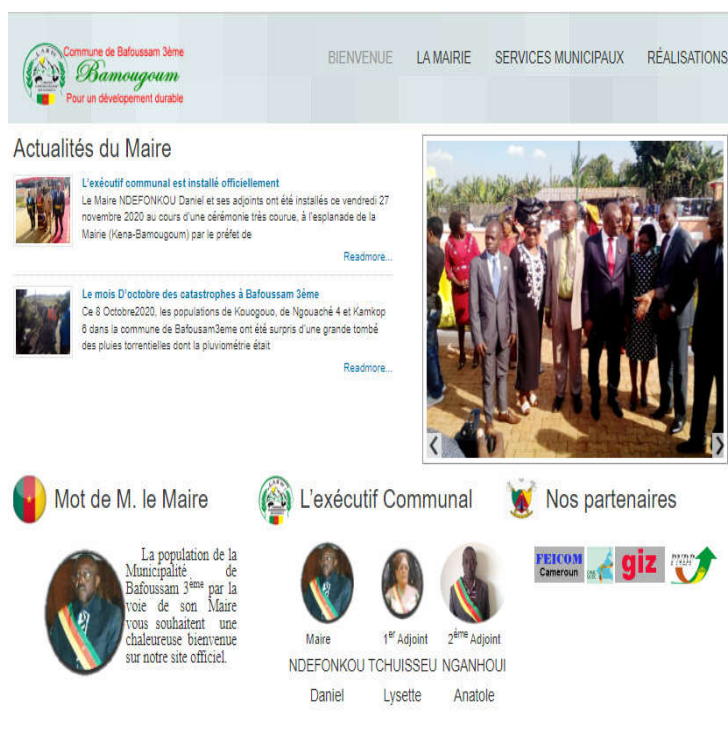 Commune de Bafoussam 3ème
Bamougoum
Pour un dévelopement durable
BIENVENUE LA MAIRIE SERVICES MUNICIPAUX RÉALISATIONS
Actualités du Maire
L'exécutif communal est installé officiellement
Le Maire NDEFONKOU Daniel et ses adjoints ont été installés ce vendredi 27
novembre 2020 au cours d'une cérémonie très courue, à l'esplanade de la
Mairie (Kena-Bamougoum) par le préfet de
Readmore...
Le mois D'octobre des catastrophes à Bafoussam 3ème
Ce 8 Octobre2020, les populations de Kouogouo, de Ngouaché 4 et Kamkop
6 dans la commune de Bafousam3eme ont été surpris d'une grande tombé
des pluies torrentielles dont la pluviométrie était
Readmore...
Mot de M. le Maire
La population de la
Municipalité de
Bafoussam 3ème par la
voie de son Maire
vous souhaitent une
chaleureuse bienvenue
sur notre site officiel.
L'exécutif Communal
Maire 1er Adjoint 2ème Adjoint
NDEFONKOU TCHUISSEU NGANHOUI
Daniel Lysette Anatole
Nos partenaires
FEICOM
Cameroun
giz
PNDP